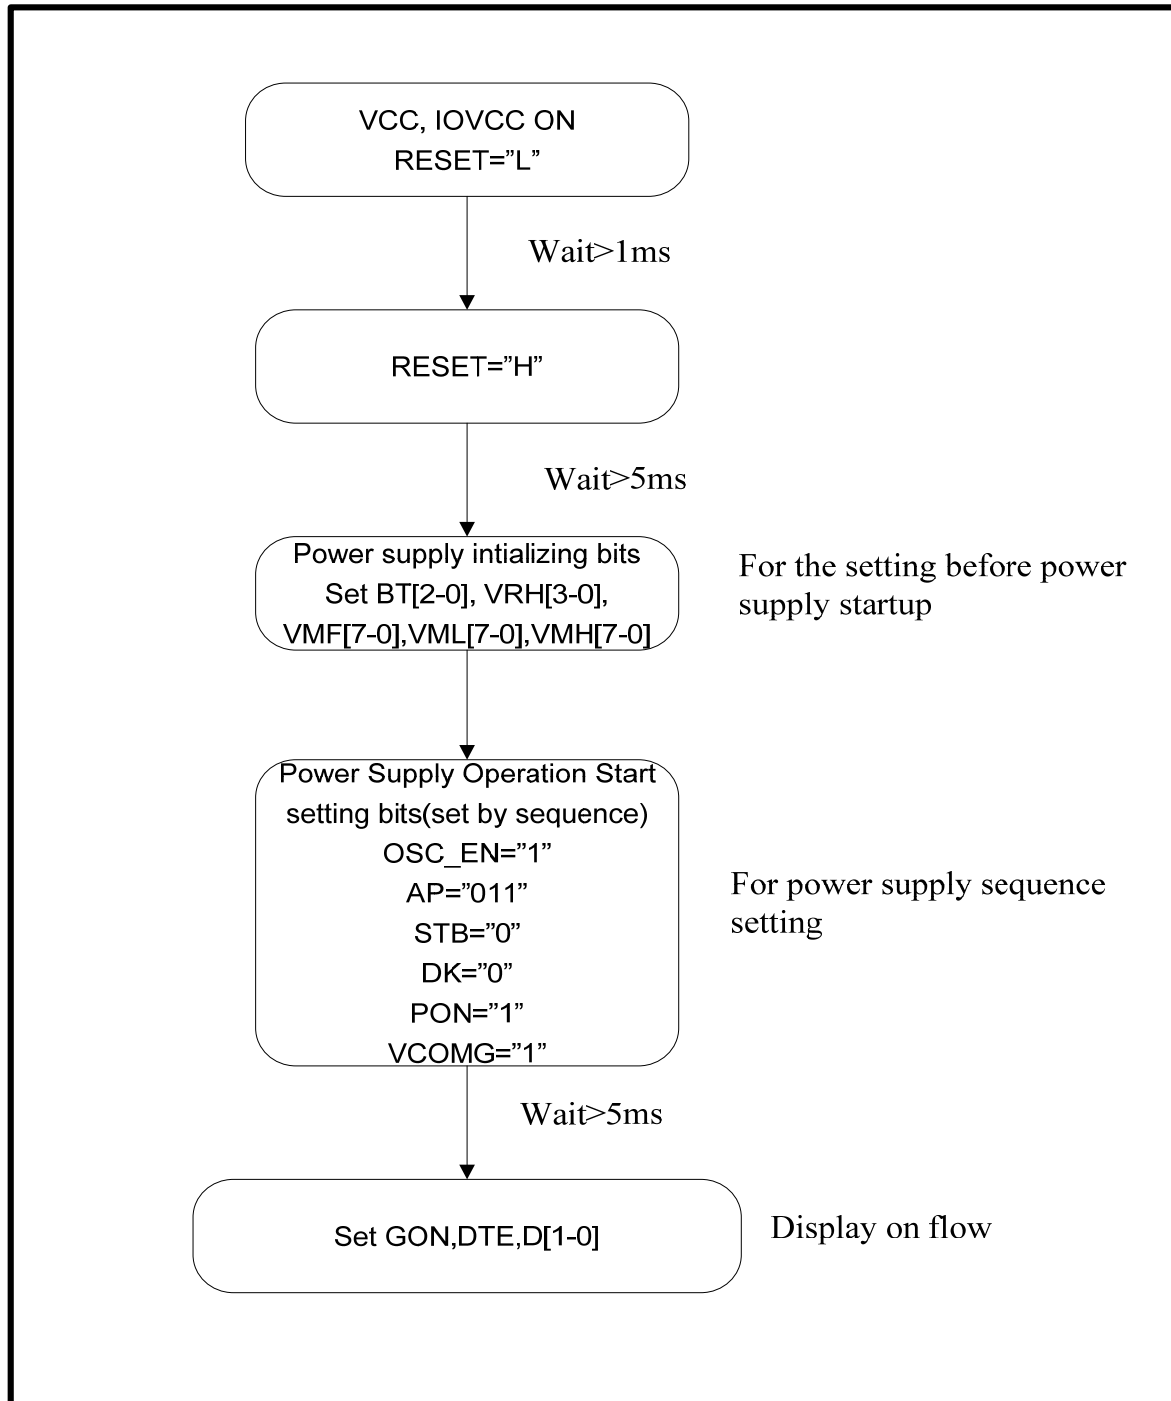 VCC, IOVCC ON
RESET=”L”
Wait>1ms
RESET=”H”
Wait>5ms
Power supply intializing bits
Set BT[2-0], VRH[3-0],
VMF[7-0],VML[7-0],VMH[7-0]
For the setting before power
supply startup
Power Supply Operation Start
setting bits(set by sequence)
OSC_EN=”1”
AP=”011”
STB=”0”
DK=”0”
PON=”1”
VCOMG=”1”
For power supply sequence
setting
Wait>5ms
Set GON,DTE,D[1-0]
Display on flow